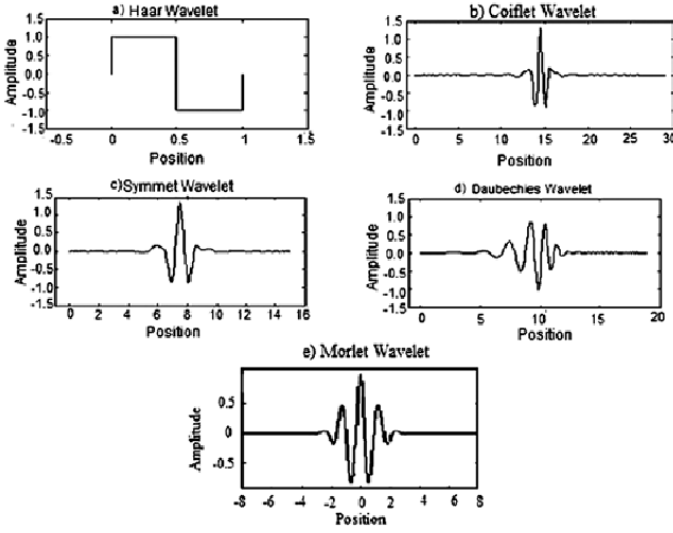 a) Haar Wavelet
1.5
1.0
0.5
0.0
-0.5
-1.0
-1.5
Amplitude
-0.5 0 0.5 1 1.5
Position
b) Coiflet Wavelet
1.5
1.0
0.5
0.0
-0.5
-1.0
-1.5
Amplitude
0 5 10 15 20 25 30
Position
c)Symmet Wavelet
1.5
1.0
0.5
0.0
-0.5
-1.0
-1.5
Amplitude
0 2 4 6 8 10 12 14 16
Position
d) Daubechies Wavelet
1.5
1.0
0.5
0.0
-0.5
-1.0
-1.5
Amplitude
0 5 10 15 20
Position
e) Morlet Wavelet
0.5
0
-0.5
Amplitude
-8 -6 -4 -2 0 2 4 6 8
Position